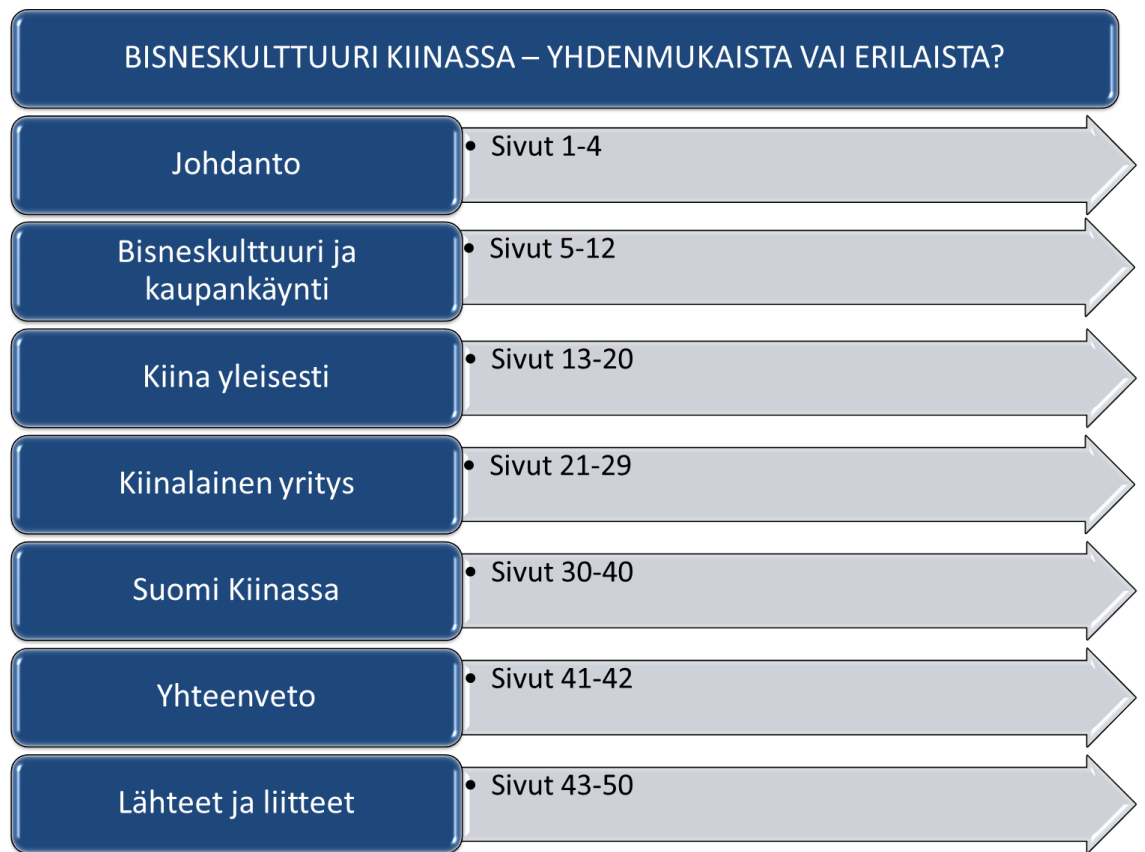 BISNESKULTTUURI KIINASSA – YHDENMUKAISTA VAI ERILAISTA?
Johdanto
• Sivut 1-4
Bisneskulttuuri ja
kaupankäynti
• Sivut 5-12
Kiina yleisesti
• Sivut 13-20
Kiinalainen yritys
• Sivut 21-29
Suomi Kiinassa
• Sivut 30-40
Yhteenveto
• Sivut 41-42
Lähteet ja liitteet
• Sivut 43-50